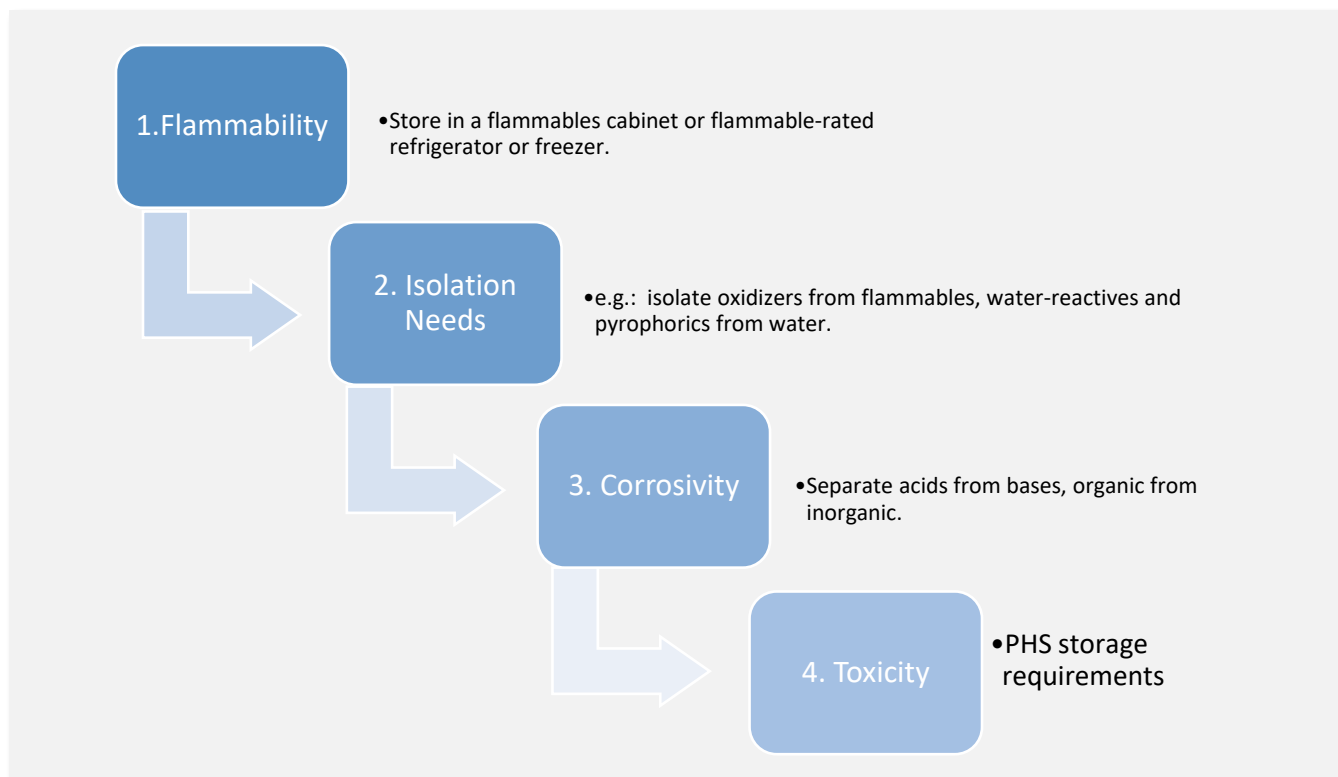 1.Flammability
•Store in a flammables cabinet or flammable-rated
refrigerator or freezer.
2. Isolation
Needs
•e.g.:  isolate oxidizers from flammables, water-reactives and
pyrophorics from water.
3. Corrosivity
•Separate acids from bases, organic from
inorganic.
4. Toxicity
•PHS storage
requirements